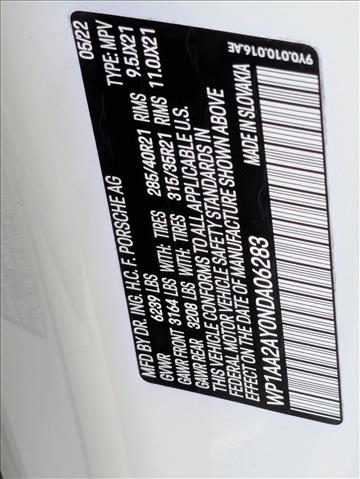 MFD BY DR. ING. H.C. F. PORSCHE AG 05/22
6239 LBS TYPE: MPV
GVWR
GAWR FRONT 3164 LBS WITH: TIRES 285/40R21 RIMS 9.5JX21
GAWR REAR 3208 LBS WITH: TIRES 315/35R21 RIMS 11.0JX21
THIS VEHICLE CONFORMS TO ALL APPLICABLE U.S.
FEDERAL MOTOR VEHICLE SAFETY STANDARDS IN
EFFECT ON THE DATE OF MANUFACTURE SHOWN ABOVE
WP1AA2AY0NDA06283 MADE IN SLOVAKIA
9Y0.010.016.AE